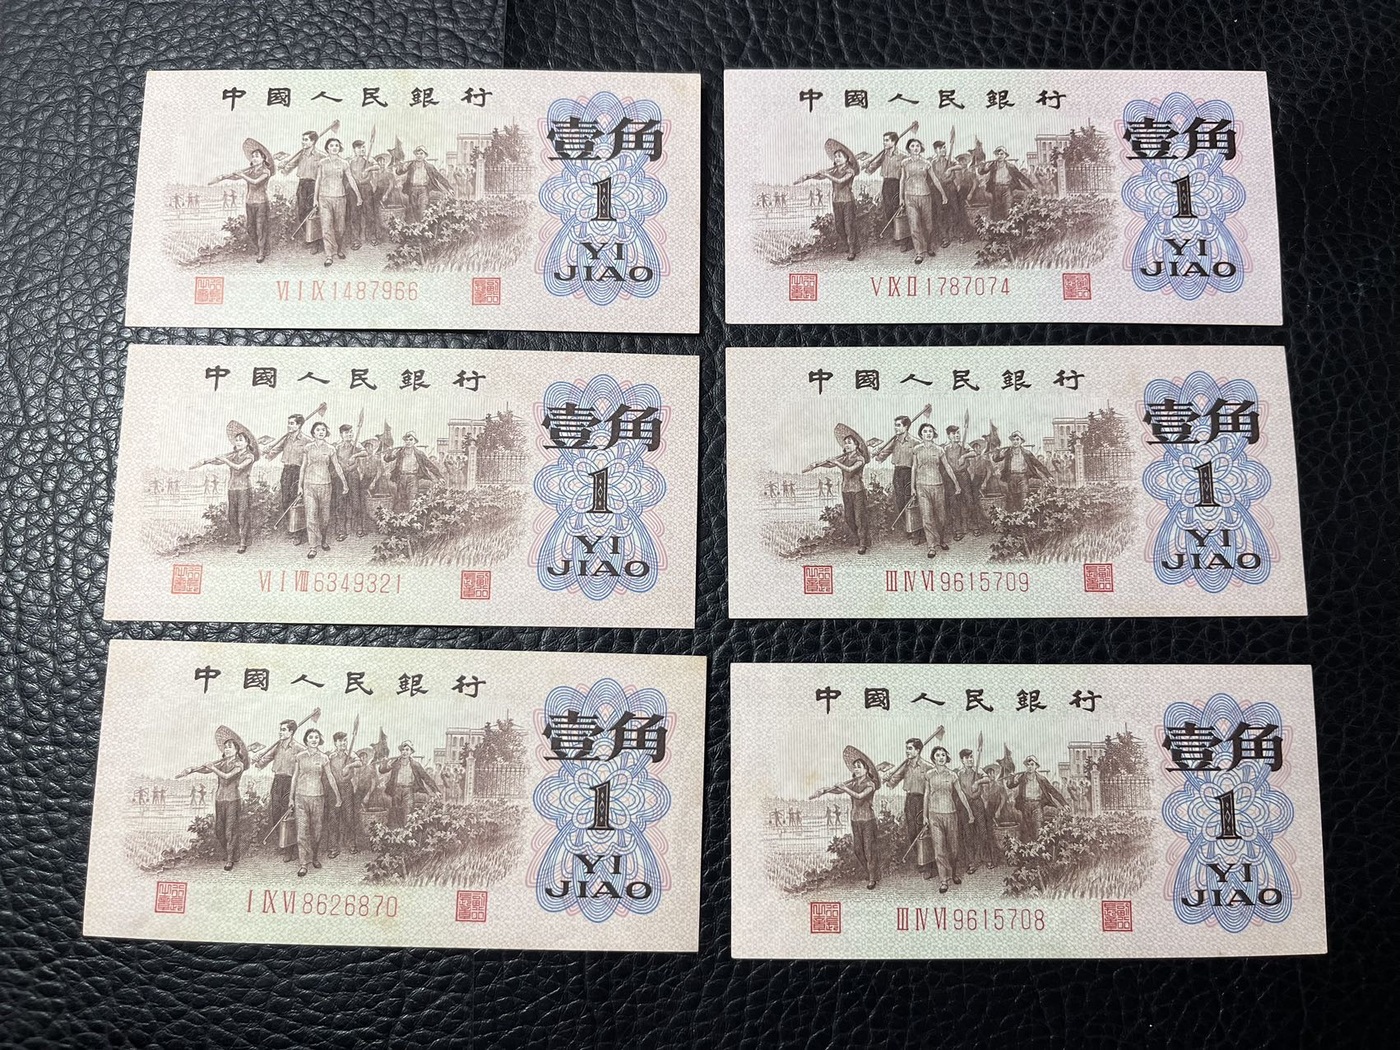 中國人民銀行
壹角
1
YI
JIAO
VI I IX 1487966
中國人民銀行
壹角
1
YI
JIAO
V IX II 1787074
中國人民銀行
壹角
1
YI
JIAO
VI I VIII 6349321
中國人民銀行
壹角
1
YI
JIAO
III IV VI 9615709
中國人民銀行
壹角
1
YI
JIAO
I IX VI 8626870
中國人民銀行
壹角
1
YI
JIAO
III IV VI 9615708